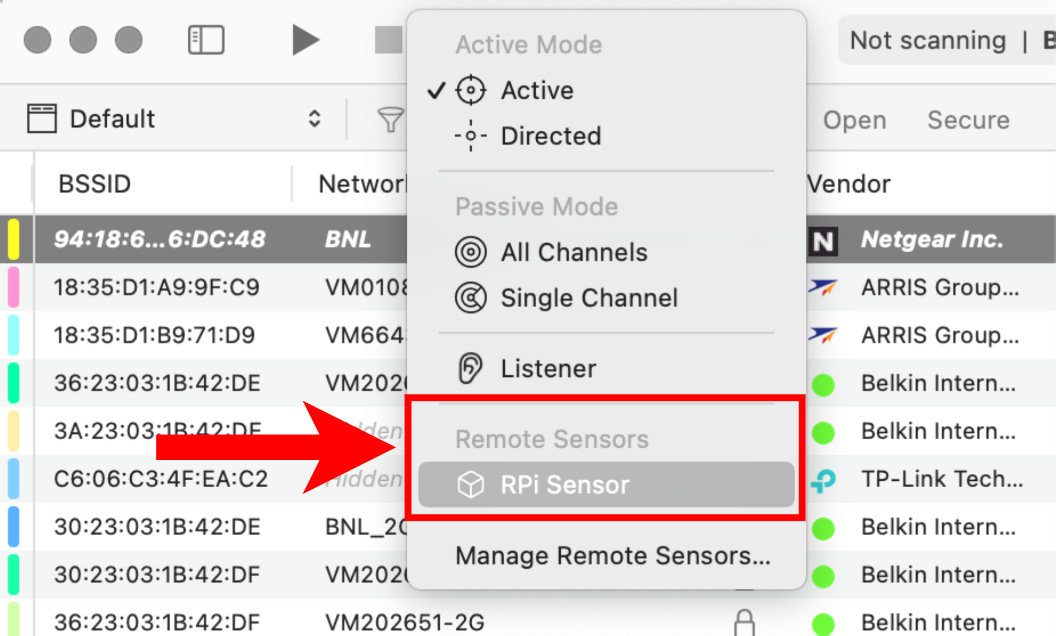 Not scanning | B
Default
Open Secure
Active Mode
Active
Directed
Passive Mode
All Channels
Single Channel
Listener
Remote Sensors
RPi Sensor
Manage Remote Sensors...
BSSID Network Vendor
94:18:6...6:DC:48 BNL N Netgear Inc.
18:35:D1:A9:9F:C9 VM0108 ARRIS Group...
18:35:D1:B9:71:D9 VM664 ARRIS Group...
36:23:03:1B:42:DE VM202 Belkin Intern...
3A:23:03:1B:42:DF Belkin Intern...
C6:06:C3:4F:EA:C2 Hidden TP-Link Tech...
30:23:03:1B:42:DE BNL_2G Belkin Intern...
30:23:03:1B:42:DF VM202 Belkin Intern...
36:23:03:1B:42:DF VM202651-2G Belkin Intern...